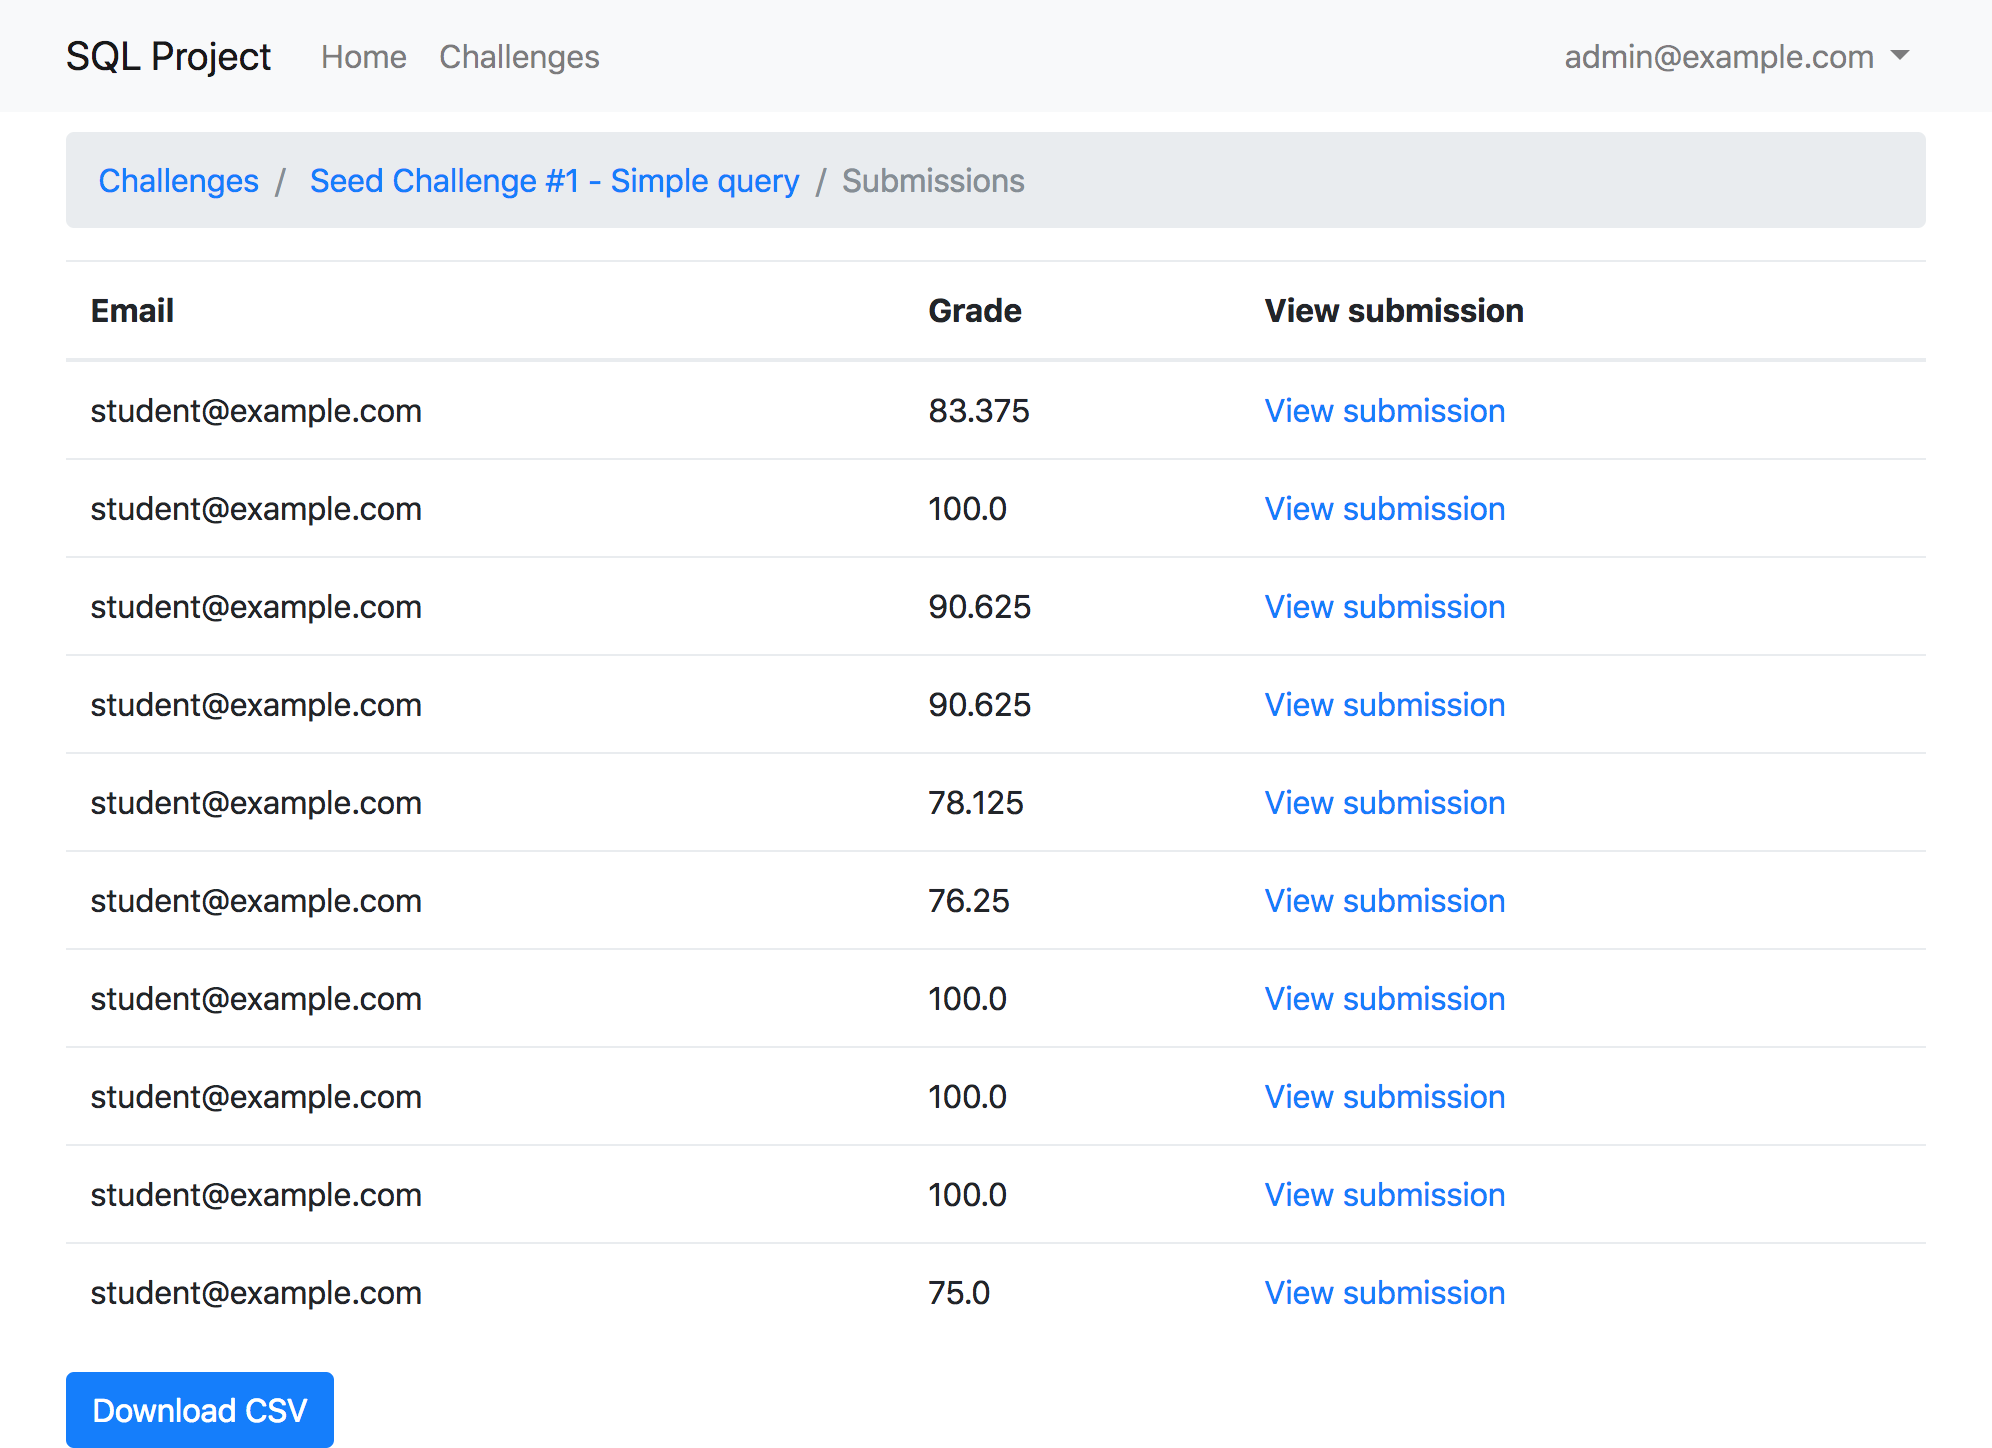 SQL Project Home Challenges admin@example.com
Challenges / Seed Challenge #1 - Simple query / Submissions
Email Grade View submission
student@example.com 83.375 View submission
student@example.com 100.0 View submission
student@example.com 90.625 View submission
student@example.com 90.625 View submission
student@example.com 78.125 View submission
student@example.com 76.25 View submission
student@example.com 100.0 View submission
student@example.com 100.0 View submission
student@example.com 100.0 View submission
student@example.com 75.0 View submission
Download CSV